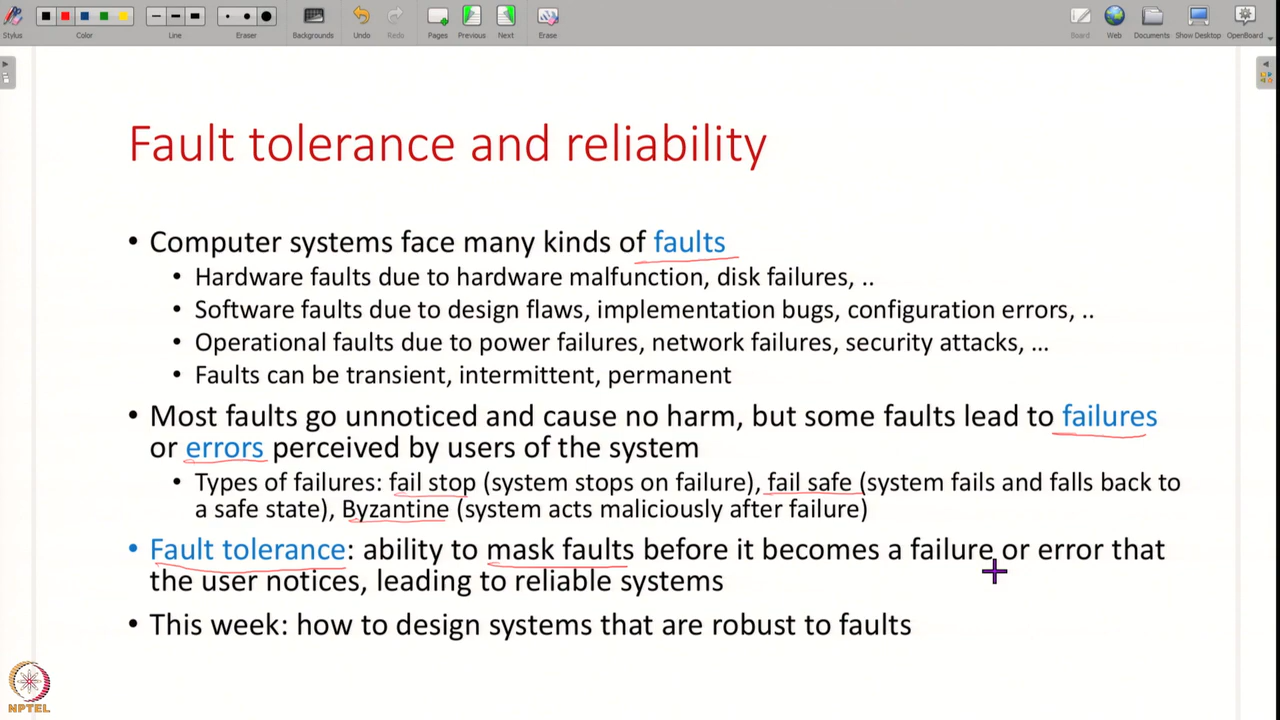 Stylus
Color
Line
Eraser
Backgrounds
Undo
Redo
Pages
Previous
Next
Erase
Board
Web
Documents
Show Desktop
OpenBoard
Fault tolerance and reliability
• Computer systems face many kinds of faults
• Hardware faults due to hardware malfunction, disk failures, ..
• Software faults due to design flaws, implementation bugs, configuration errors, ..
• Operational faults due to power failures, network failures, security attacks, ...
• Faults can be transient, intermittent, permanent
• Most faults go unnoticed and cause no harm, but some faults lead to failures
or errors perceived by users of the system
• Types of failures: fail stop (system stops on failure), fail safe (system fails and falls back to
a safe state), Byzantine (system acts maliciously after failure)
• Fault tolerance: ability to mask faults before it becomes a failure or error that
the user notices, leading to reliable systems
• This week: how to design systems that are robust to faults
NPTEL